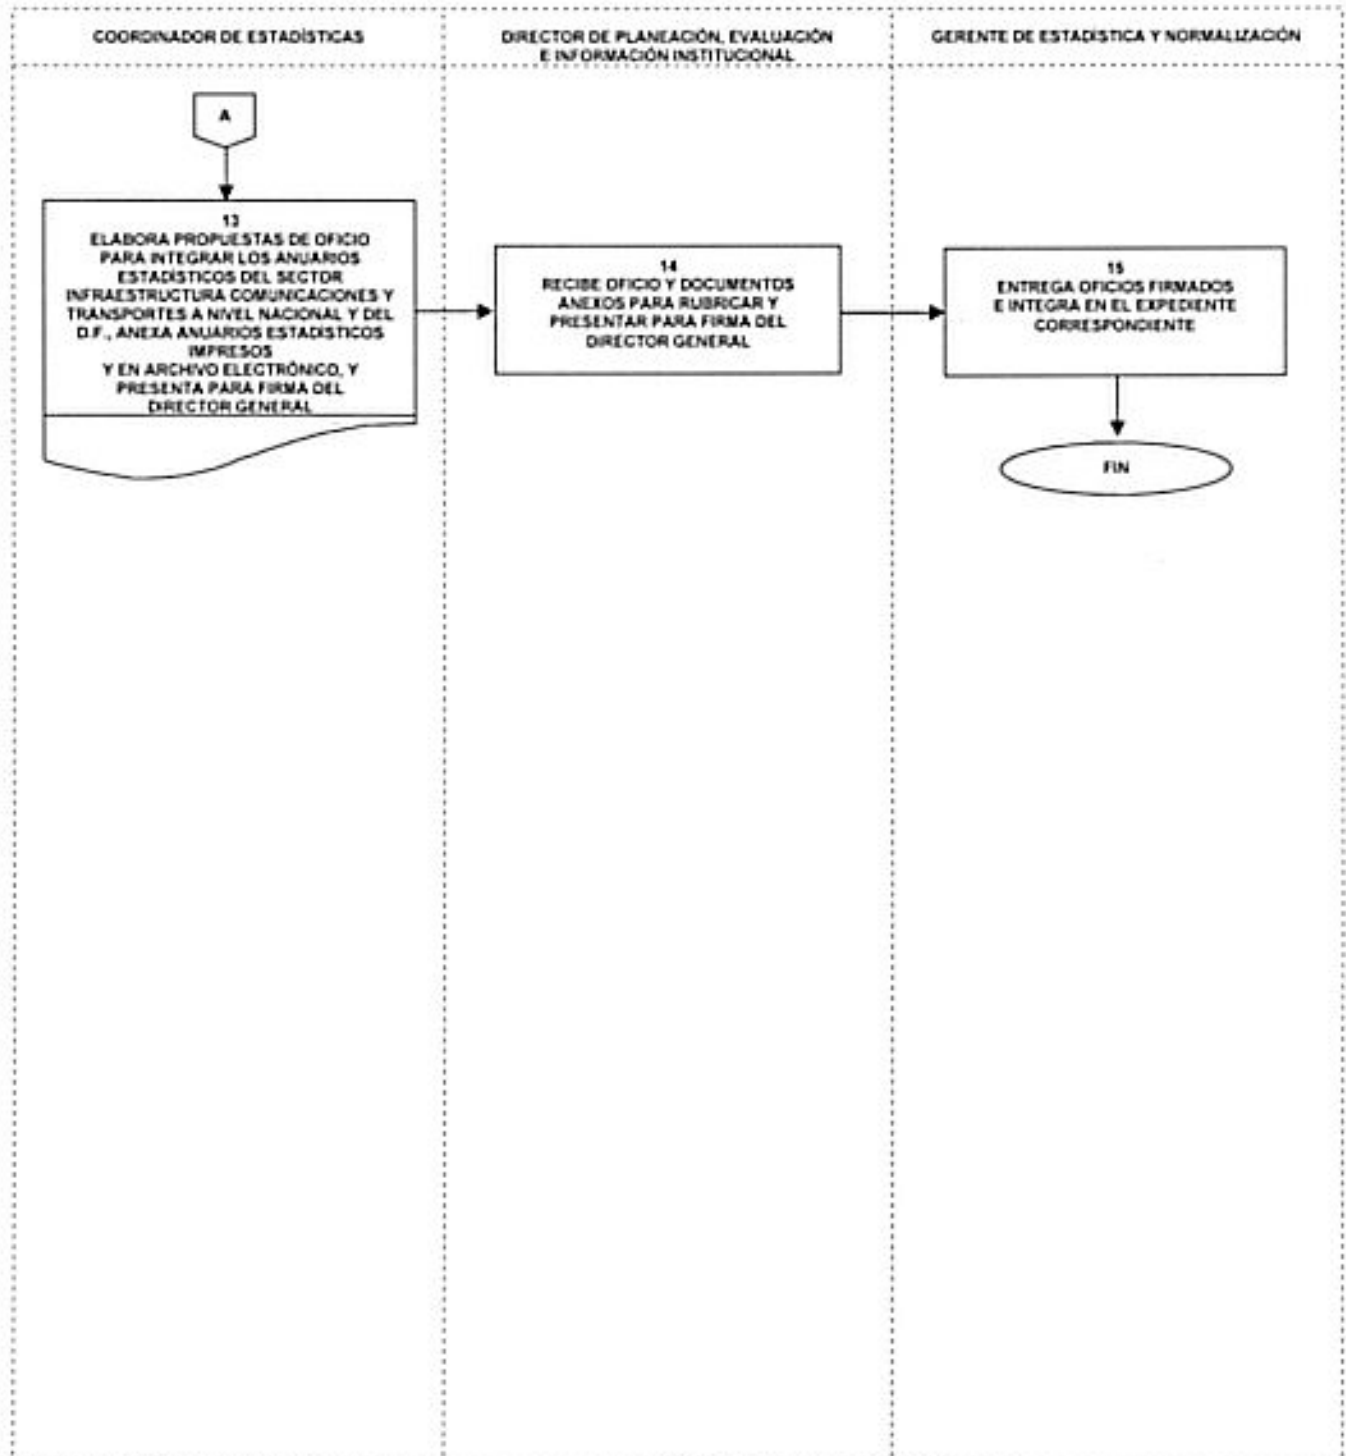 COORDINADOR DE ESTADÍSTICAS
DIRECTOR DE PLANEACIÓN, EVALUACIÓN
E INFORMACIÓN INSTITUCIONAL
GERENTE DE ESTADÍSTICA Y NORMALIZACIÓN
A
13
ELABORA PROPUESTAS DE OFICIO
PARA INTEGRAR LOS ANUARIOS
ESTADÍSTICOS DEL SECTOR
INFRAESTRUCTURA COMUNICACIONES Y
TRANSPORTES A NIVEL NACIONAL Y DEL
D.F., ANEXA ANUARIOS ESTADÍSTICOS
IMPRESOS
Y EN ARCHIVO ELECTRÓNICO, Y
PRESENTA PARA FIRMA DEL
DIRECTOR GENERAL
14
RECIBE OFICIO Y DOCUMENTOS
ANEXOS PARA RUBRICAR Y
PRESENTAR PARA FIRMA DEL
DIRECTOR GENERAL
15
ENTREGA OFICIOS FIRMADOS
E INTEGRA EN EL EXPEDIENTE
CORRESPONDIENTE
FIN